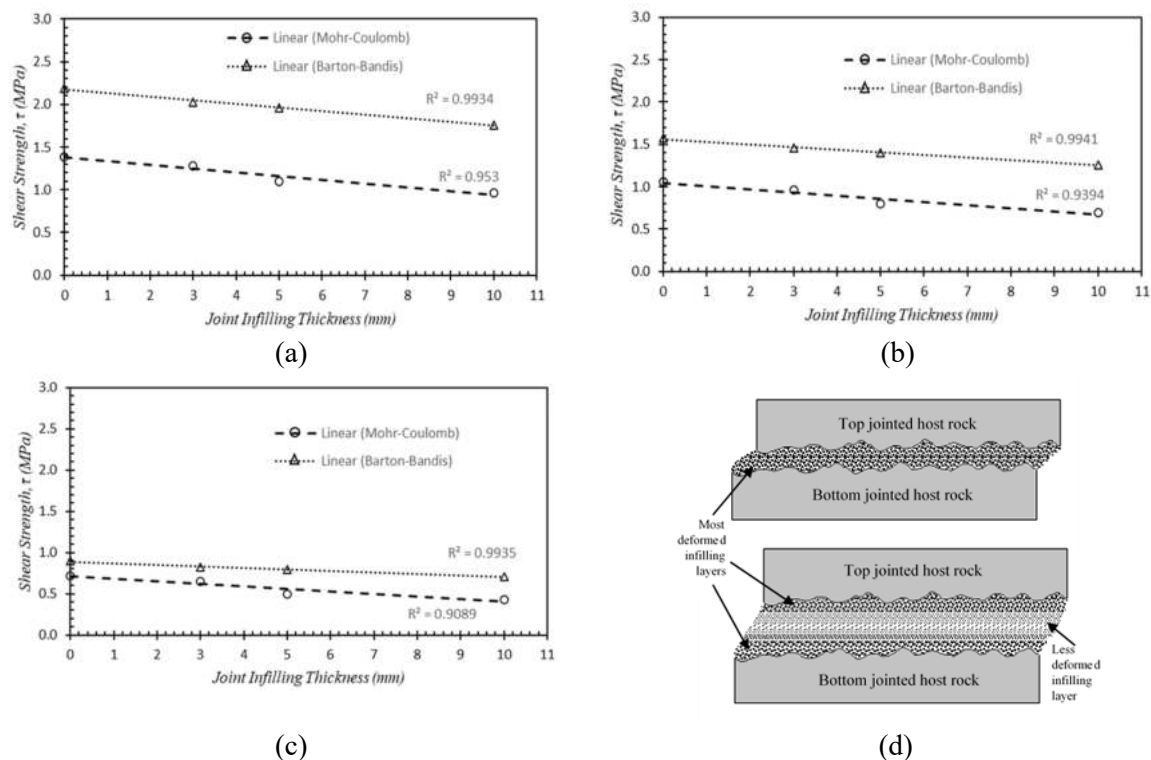 3.0
2.5
2.0
1.5
1.0
0.5
0.0
Shear Strength, τ (MPa)
Linear (Mohr-Coulomb)
Linear (Barton-Bandis)
R² = 0.9934
R² = 0.953
0 1 2 3 4 5 6 7 8 9 10 11
Joint Infilling Thickness (mm)
(a)
3.0
2.5
2.0
1.5
1.0
0.5
0.0
Shear Strength, τ (MPa)
Linear (Mohr-Coulomb)
Linear (Barton-Bandis)
R² = 0.9941
R² = 0.9394
0 1 2 3 4 5 6 7 8 9 10 11
Joint Infilling Thickness (mm)
(b)
3.0
2.5
2.0
1.5
1.0
0.5
0.0
Shear Strength, τ (MPa)
Linear (Mohr-Coulomb)
Linear (Barton-Bandis)
R² = 0.9935
R² = 0.9089
0 1 2 3 4 5 6 7 8 9 10 11
Joint Infilling Thickness (mm)
(c)
Top jointed host rock
Bottom jointed host rock
Most
deformed
infilling
layers
Top jointed host rock
Bottom jointed host rock
Less
deformed
infilling
layer
(d)